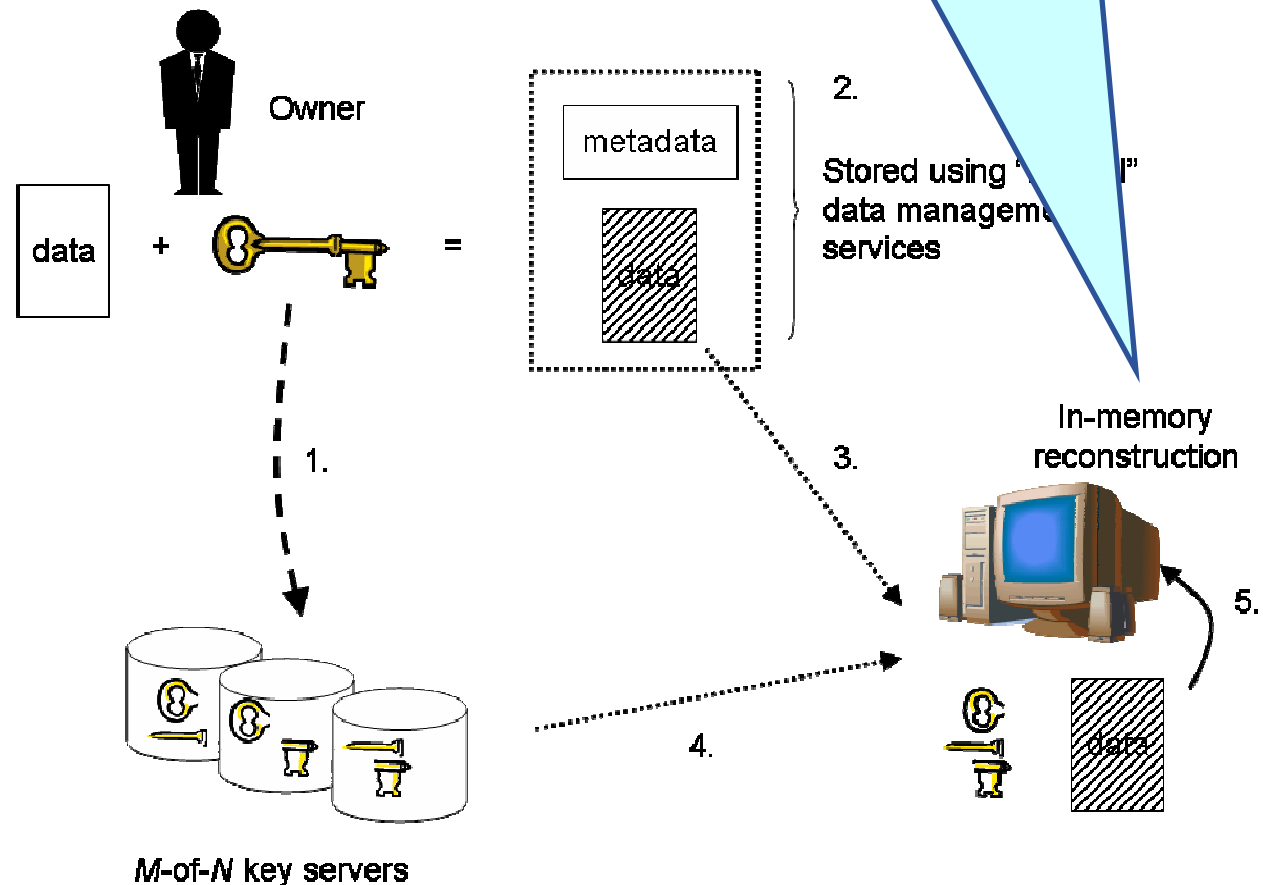 Owner
data
+
=
metadata
data
2.
Stored using “
data
services
1.
3.
In-memory
reconstruction
5.
4.
data
M-of-N key servers